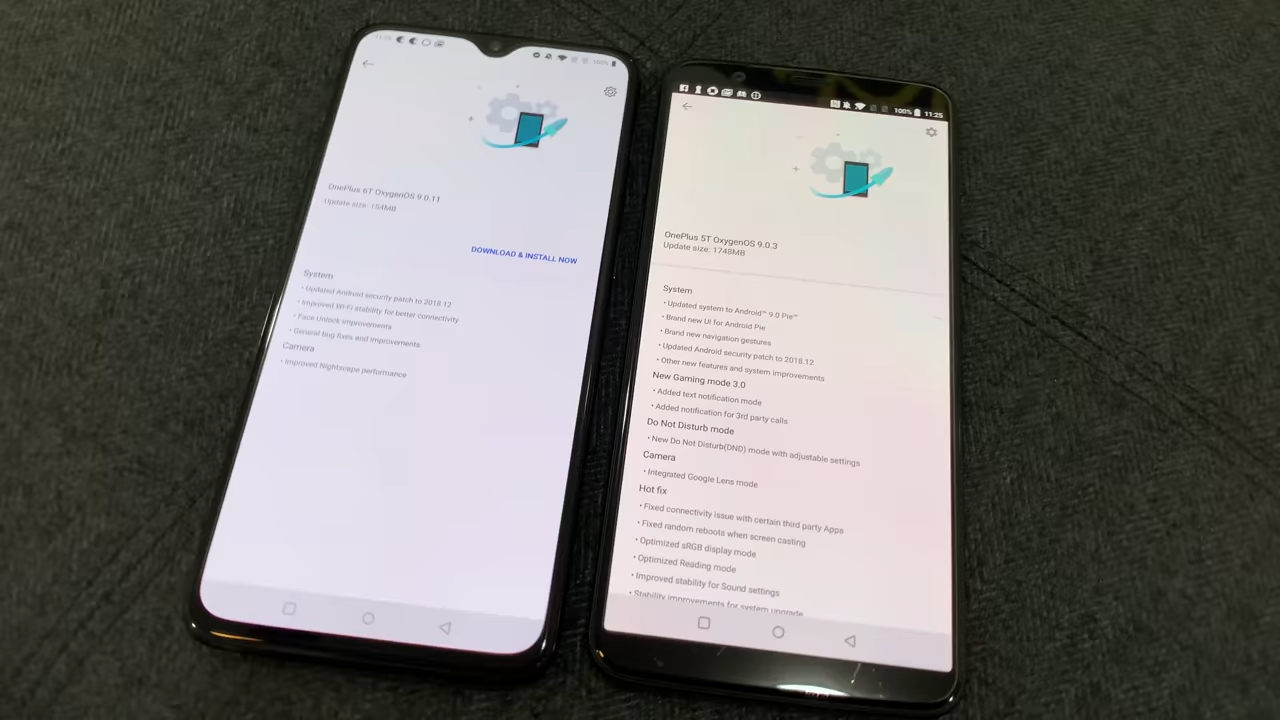 100%
OnePlus 6T OxygenOS 9.0.11
Update size: 154MB
DOWNLOAD & INSTALL NOW
System
• Updated Android security patch to 2018.12
• Improved Wi-Fi stability for better connectivity
• Face Unlock improvements
• General bug fixes and improvements
Camera
• Improved Nightscape performance
100% 11:25
OnePlus 5T OxygenOS 9.0.3
Update size: 1748MB
System
• Updated system to Android™ 9.0 Pie™
• Brand new UI for Android Pie
• Brand new navigation gestures
• Updated Android security patch to 2018.12
• Other new features and system improvements
New Gaming mode 3.0
• Added text notification mode
• Added notification for 3rd party calls
Do Not Disturb mode
• New Do Not Disturb(DND) mode with adjustable settings
Camera
• Integrated Google Lens mode
Hot fix
• Fixed connectivity issue with certain third party Apps
• Fixed random reboots when screen casting
• Optimized sRGB display mode
• Optimized Reading mode
• Improved stability for Sound settings
• Stability improvements for system upgrade